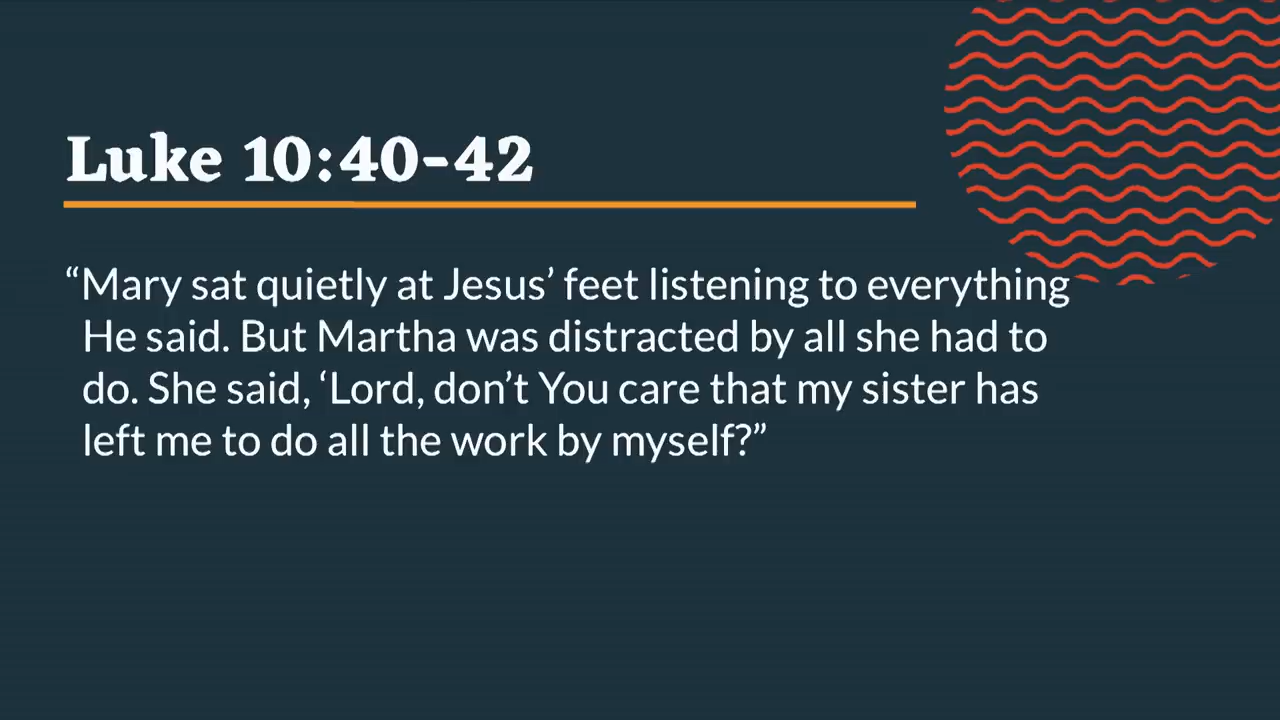 Luke 10:40-42
“Mary sat quietly at Jesus’ feet listening to everything
He said. But Martha was distracted by all she had to
do. She said, ‘Lord, don’t You care that my sister has
left me to do all the work by myself?”